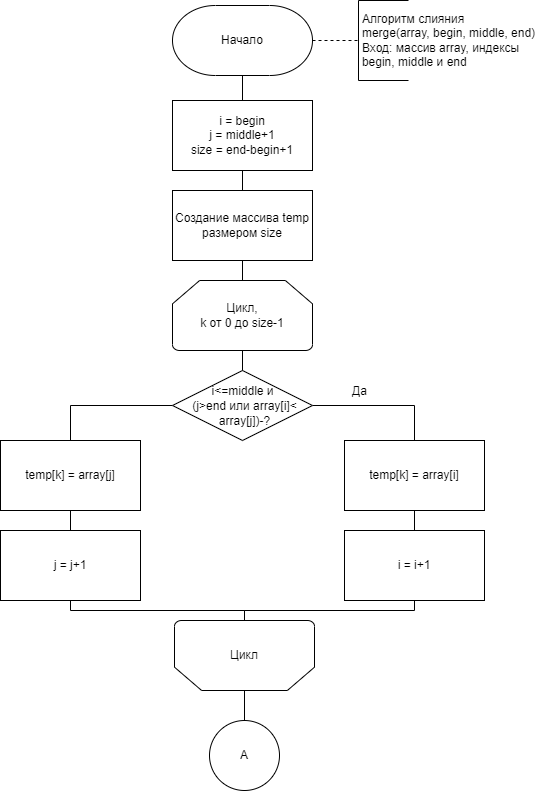 Начало
Алгоритм слияния
merge(array, begin, middle, end)
Вход: массив array, индексы
begin, middle и end
i = begin
j = middle+1
size = end-begin+1
Создание массива temp
размером size
Цикл,
k от 0 до size-1
i<=middle и
(j>end или array[i]<
array[j])-?
Да
temp[k] = array[j]
temp[k] = array[i]
j = j+1
i = i+1
Цикл
А